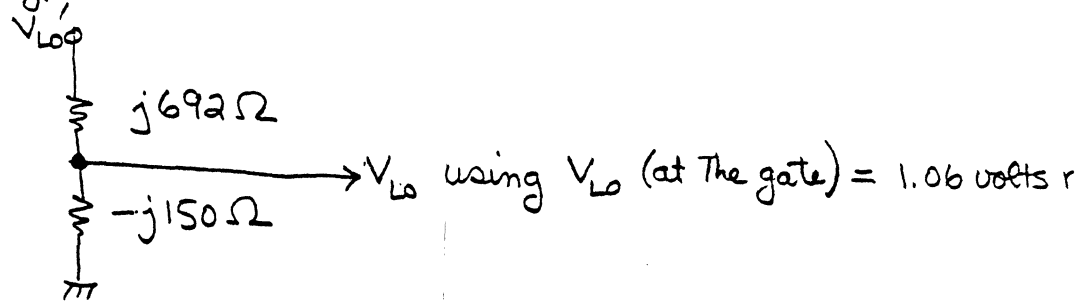 V_LO
j692Ω
V_LO using V_LO (at The gate) = 1.06 volts r
-j150Ω